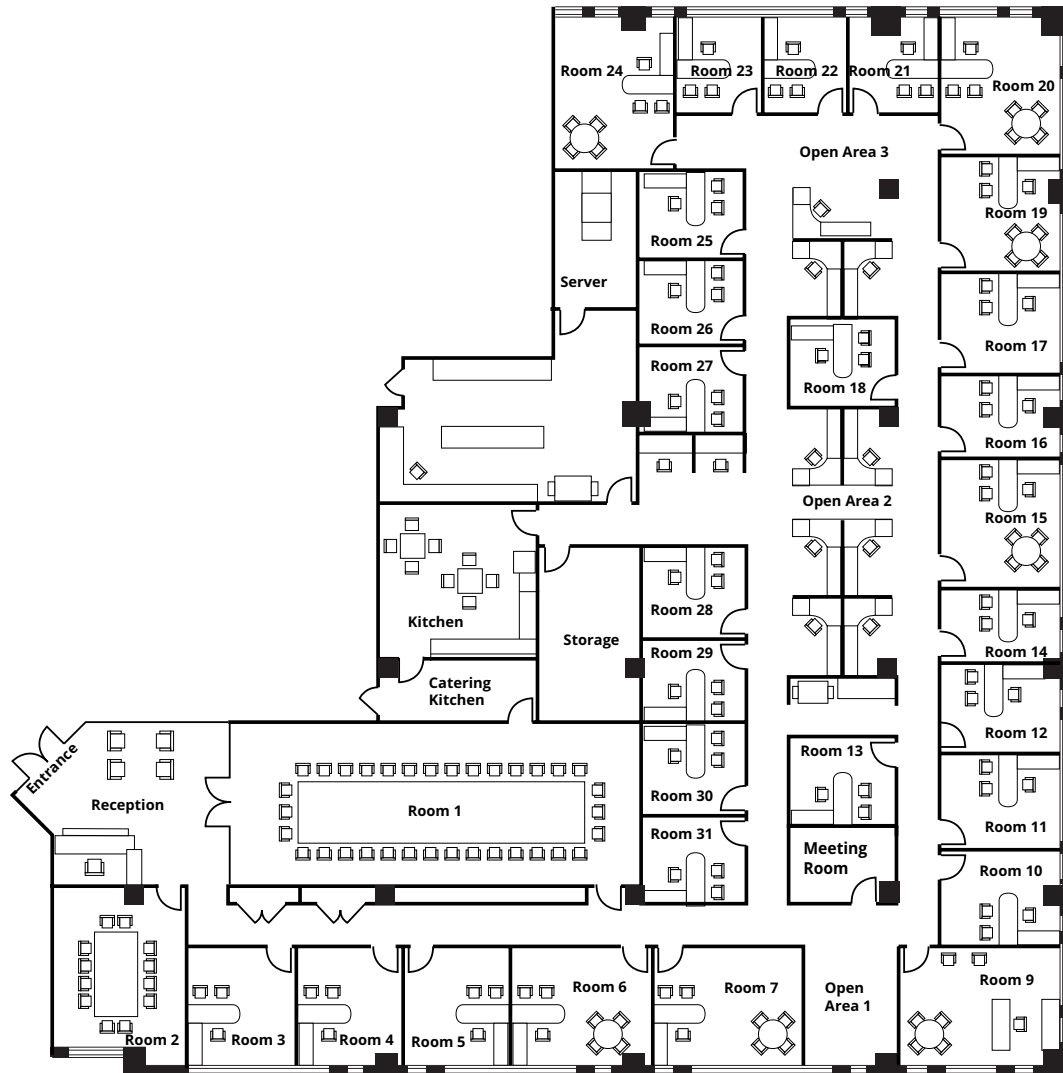 Room 24
Room 23
Room 22
Room 21
Room 20
Open Area 3
Room 19
Room 25
Server
Room 26
Room 17
Room 27
Room 18
Room 16
Open Area 2
Room 15
Room 28
Kitchen
Storage
Room 29
Room 14
Catering
Kitchen
Room 12
Entrance
Room 13
Reception
Room 1
Room 30
Room 11
Room 31
Meeting
Room
Room 10
Room 9
Room 6
Room 7
Open
Area 1
Room 2
Room 3
Room 4
Room 5